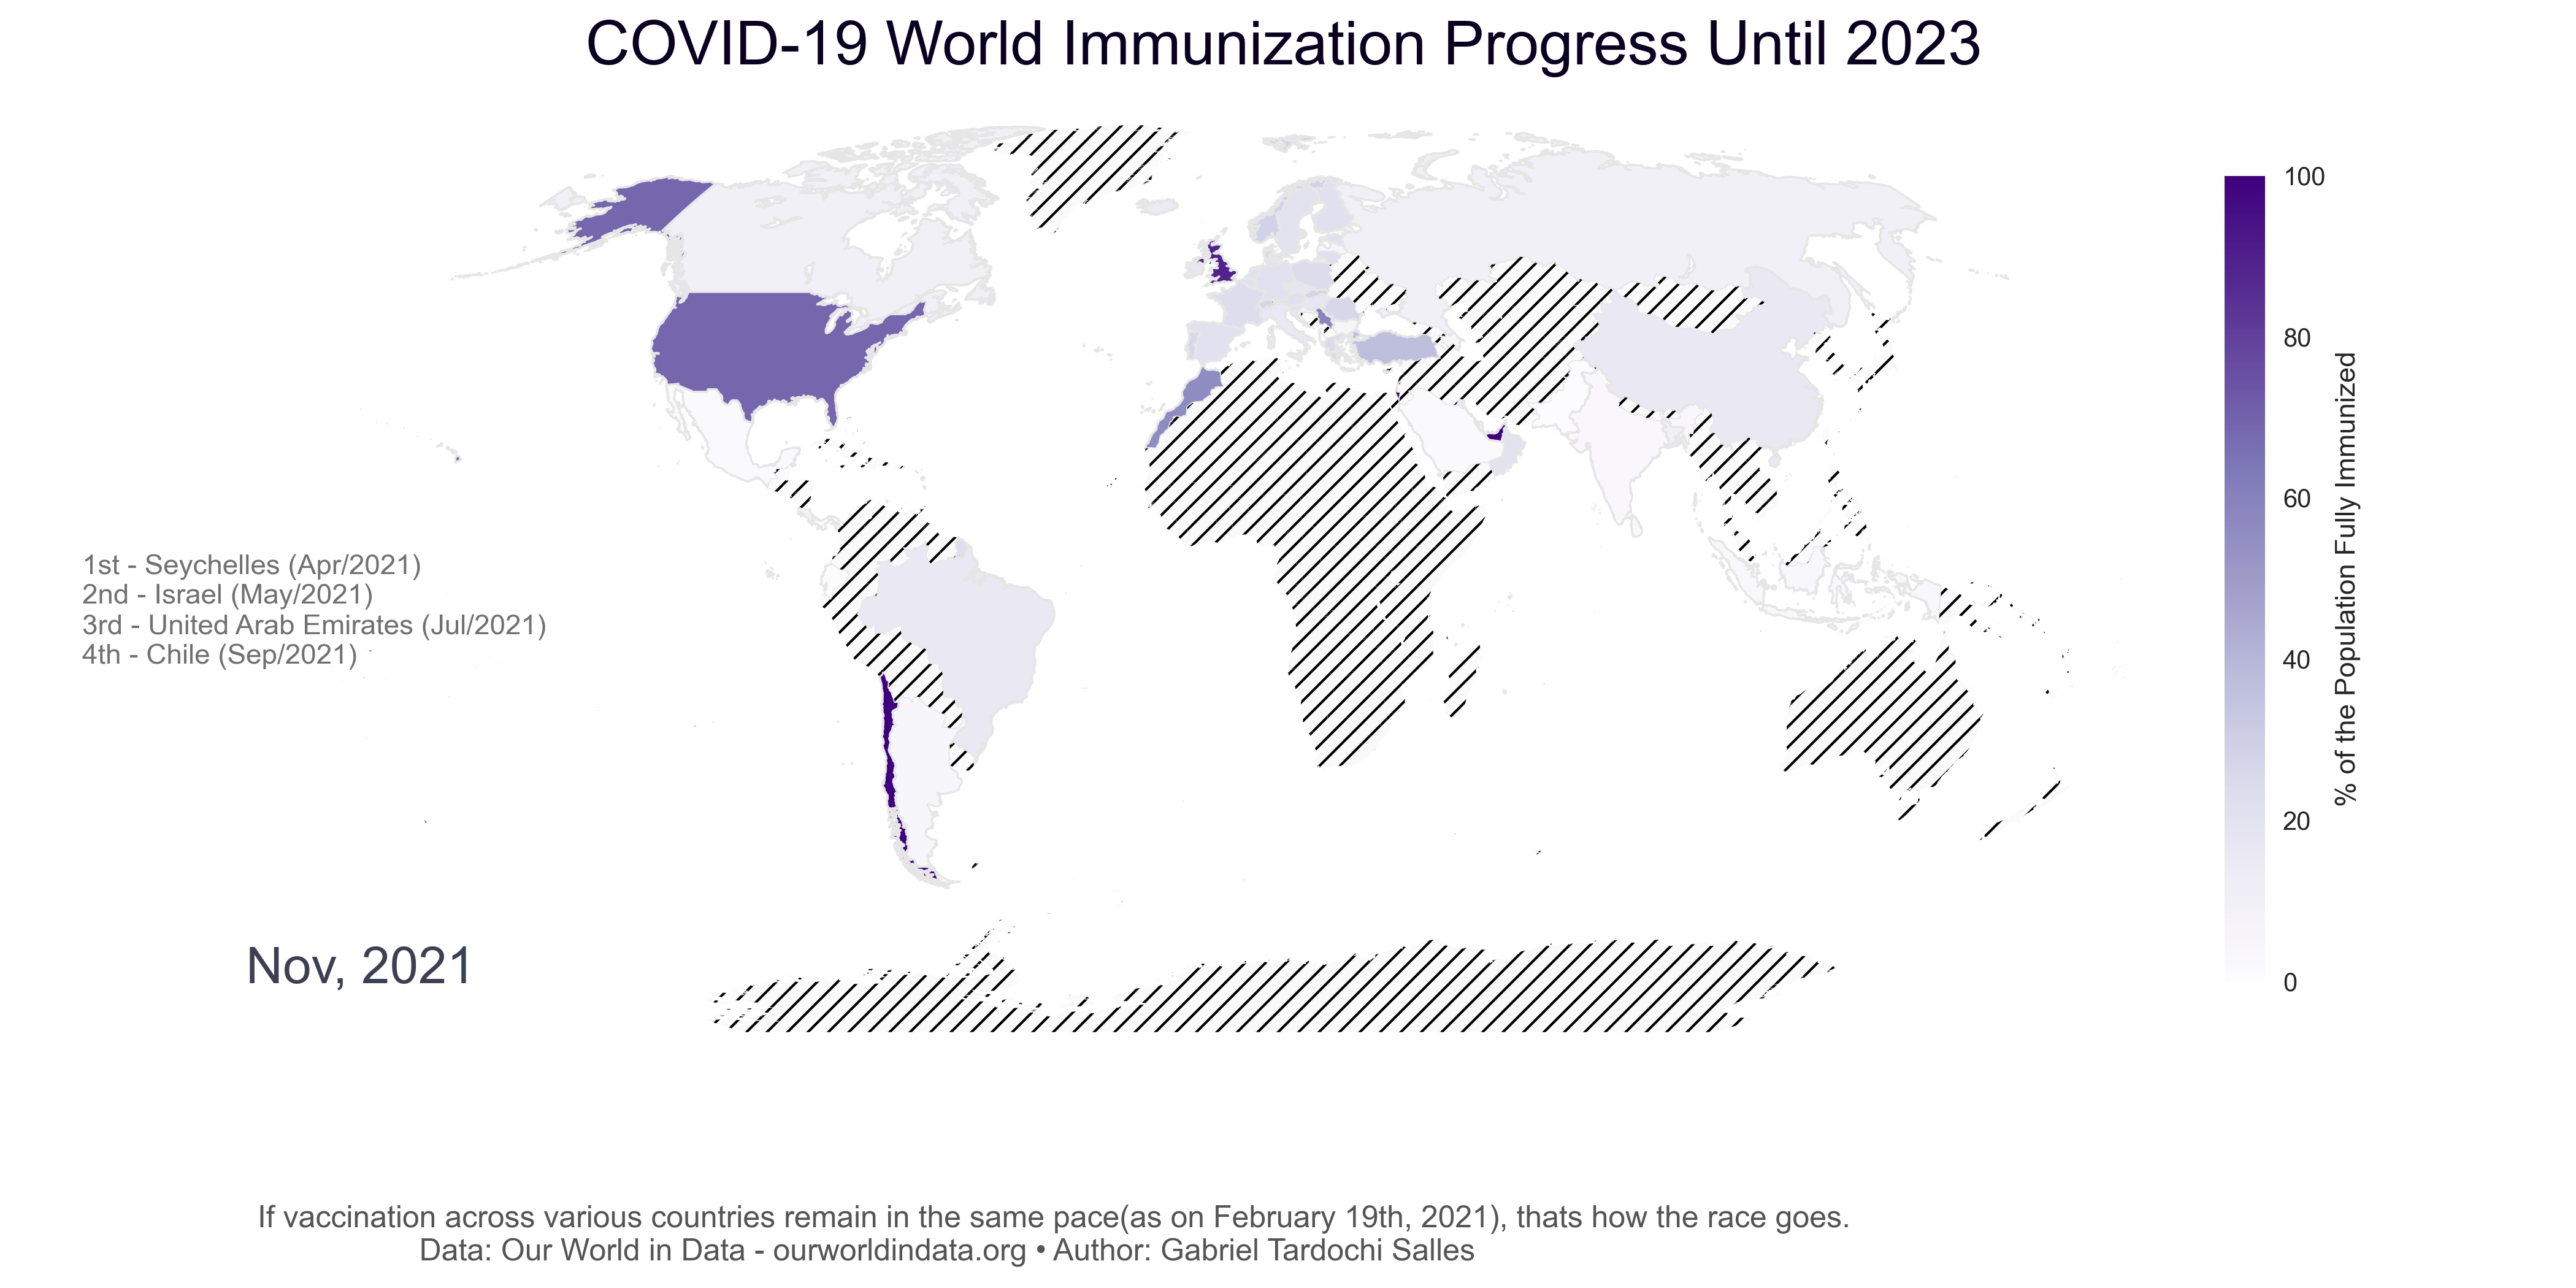 COVID-19 World Immunization Progress Until 2023
100
80
60
40
20
0
% of the Population Fully Immunized
1st - Seychelles (Apr/2021)
2nd - Israel (May/2021)
3rd - United Arab Emirates (Jul/2021)
4th - Chile (Sep/2021)
Nov, 2021
If vaccination across various countries remain in the same pace(as on February 19th, 2021), thats how the race goes.
Data: Our World in Data - ourworldindata.org • Author: Gabriel Tardochi Salles